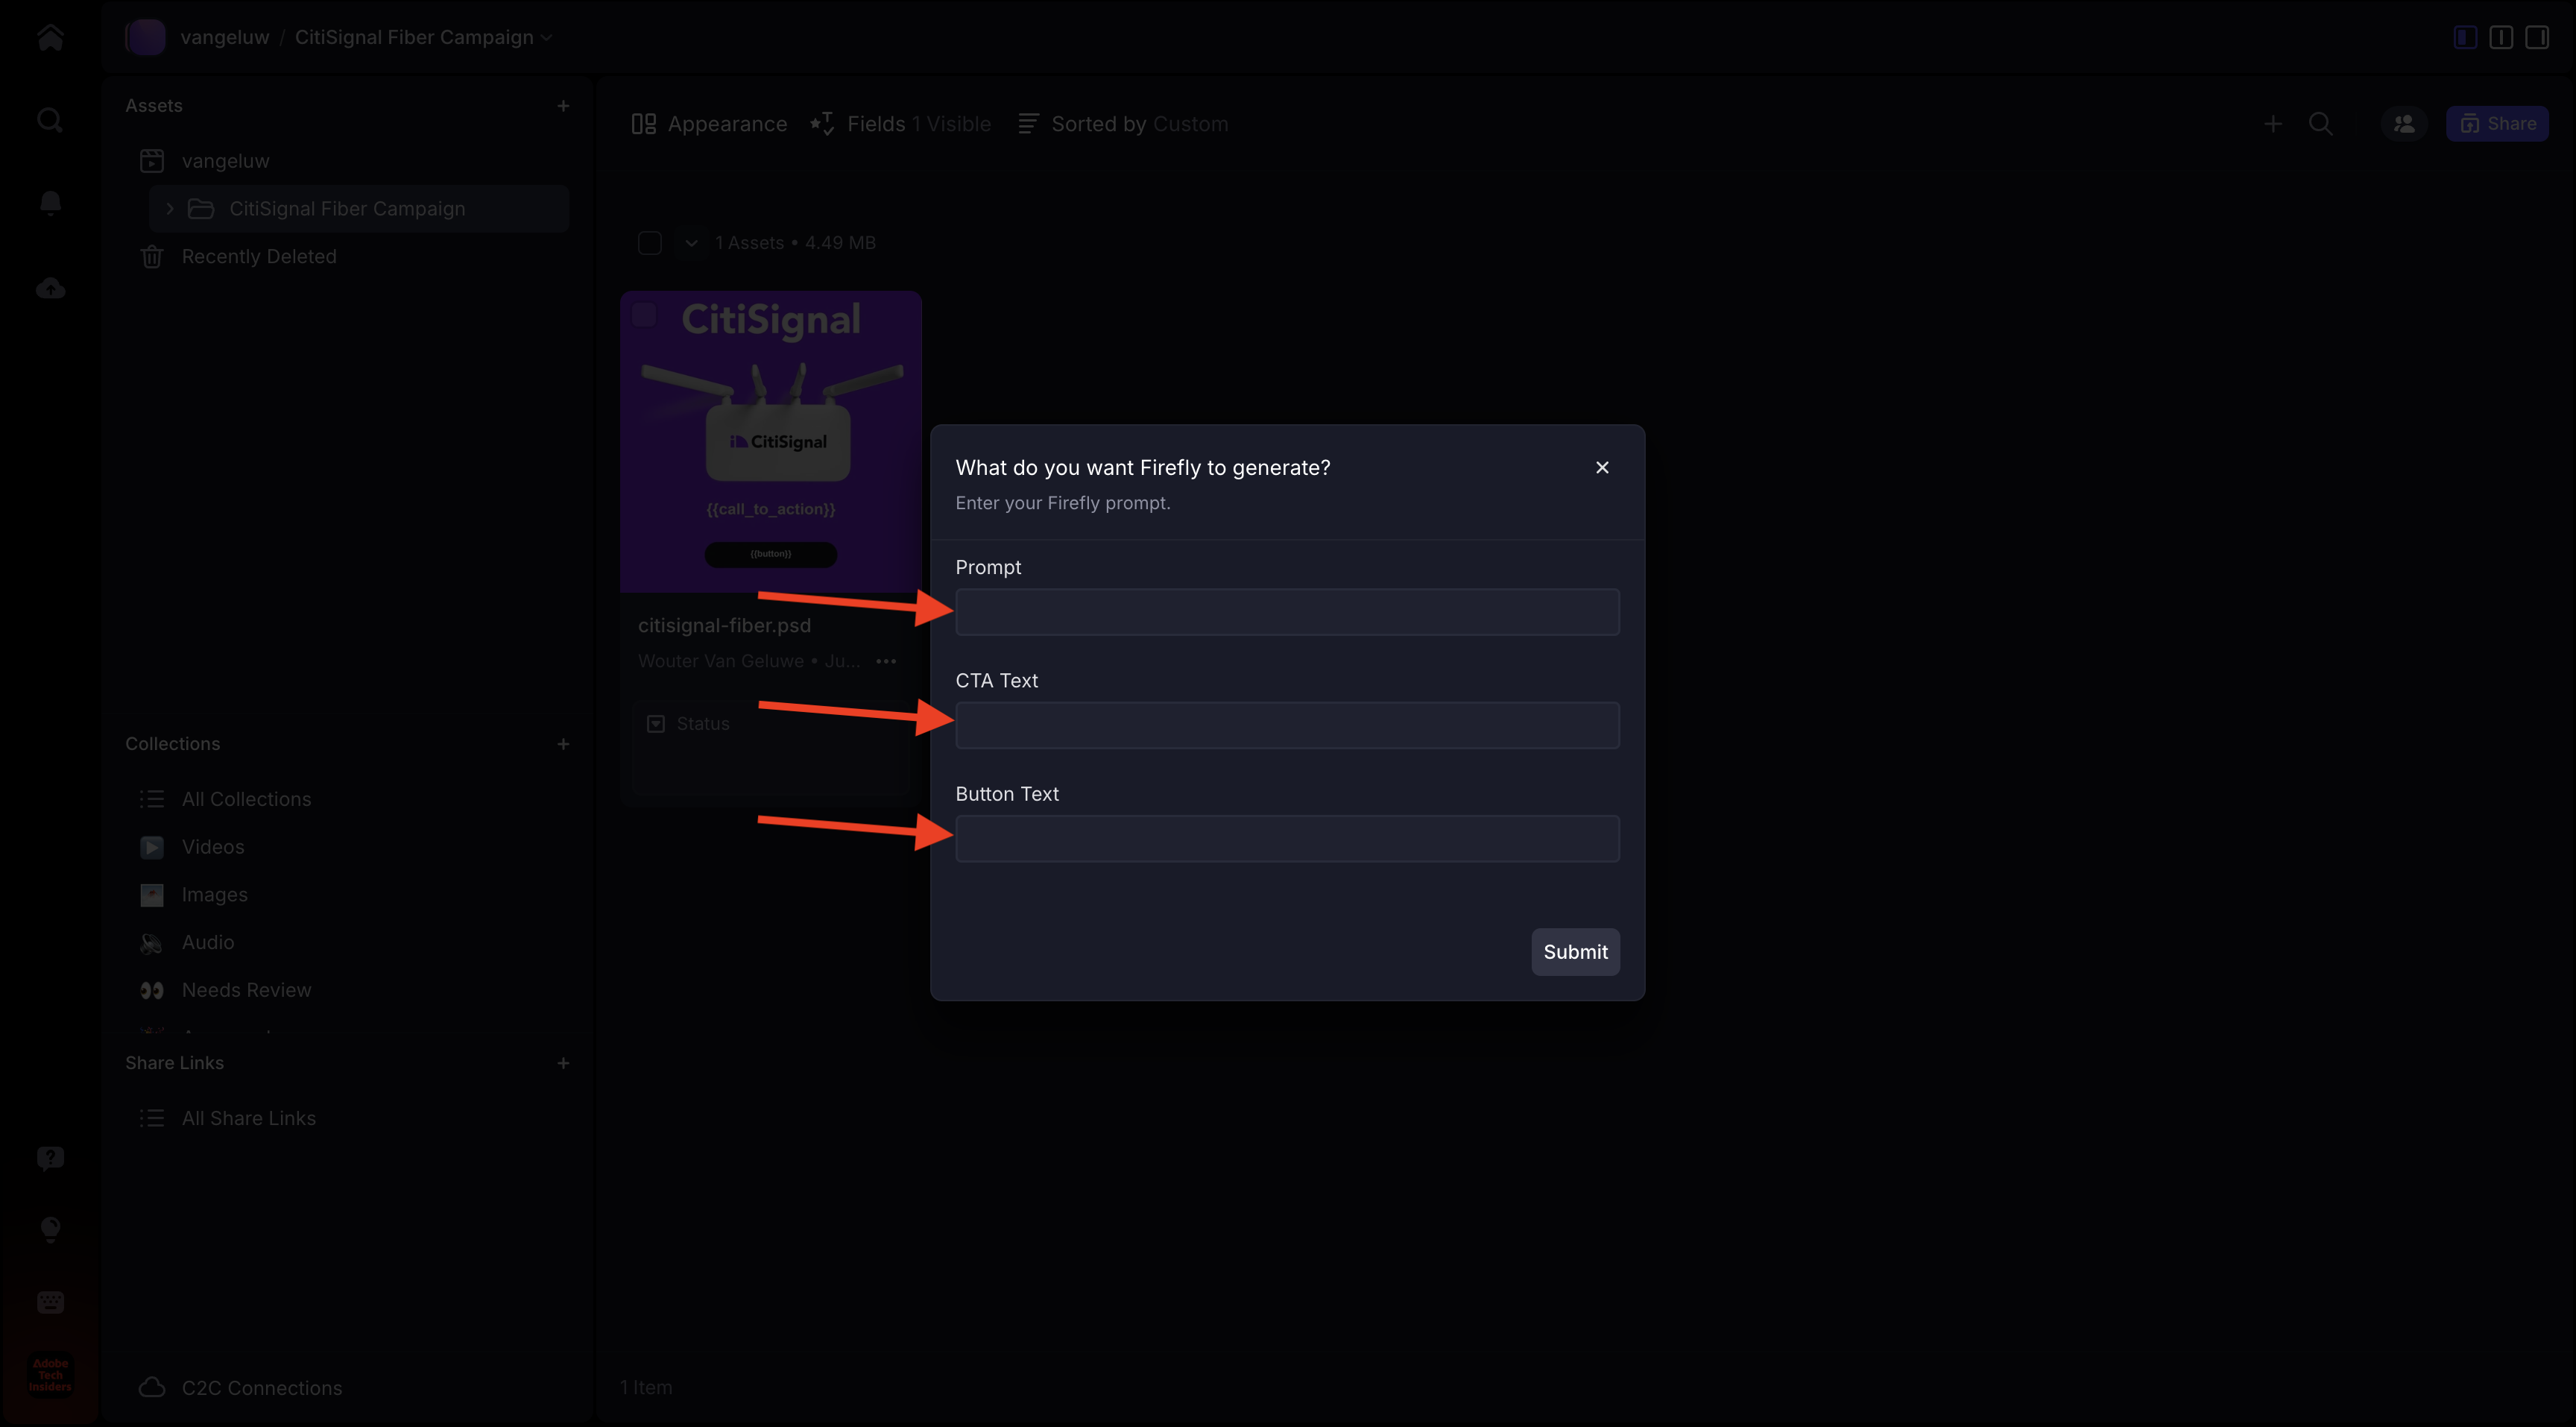 vangeluw / CitiSignal Fiber Campaign
Assets
vangeluw
CitiSignal Fiber Campaign
Recently Deleted
Collections
All Collections
Videos
Images
Audio
Needs Review
Share Links
All Share Links
C2C Connections
Adobe
Tech
Insiders
Appearance
Fields 1 Visible
Sorted by Custom
Share
1 Assets • 4.49 MB
CitiSignal
CitiSignal
{{call_to_action}}
{{button}}
citisignal-fiber.psd
Wouter Van Geluwe • Ju...
Status
1 Item
What do you want Firefly to generate?
Enter your Firefly prompt.
Prompt
CTA Text
Button Text
Submit